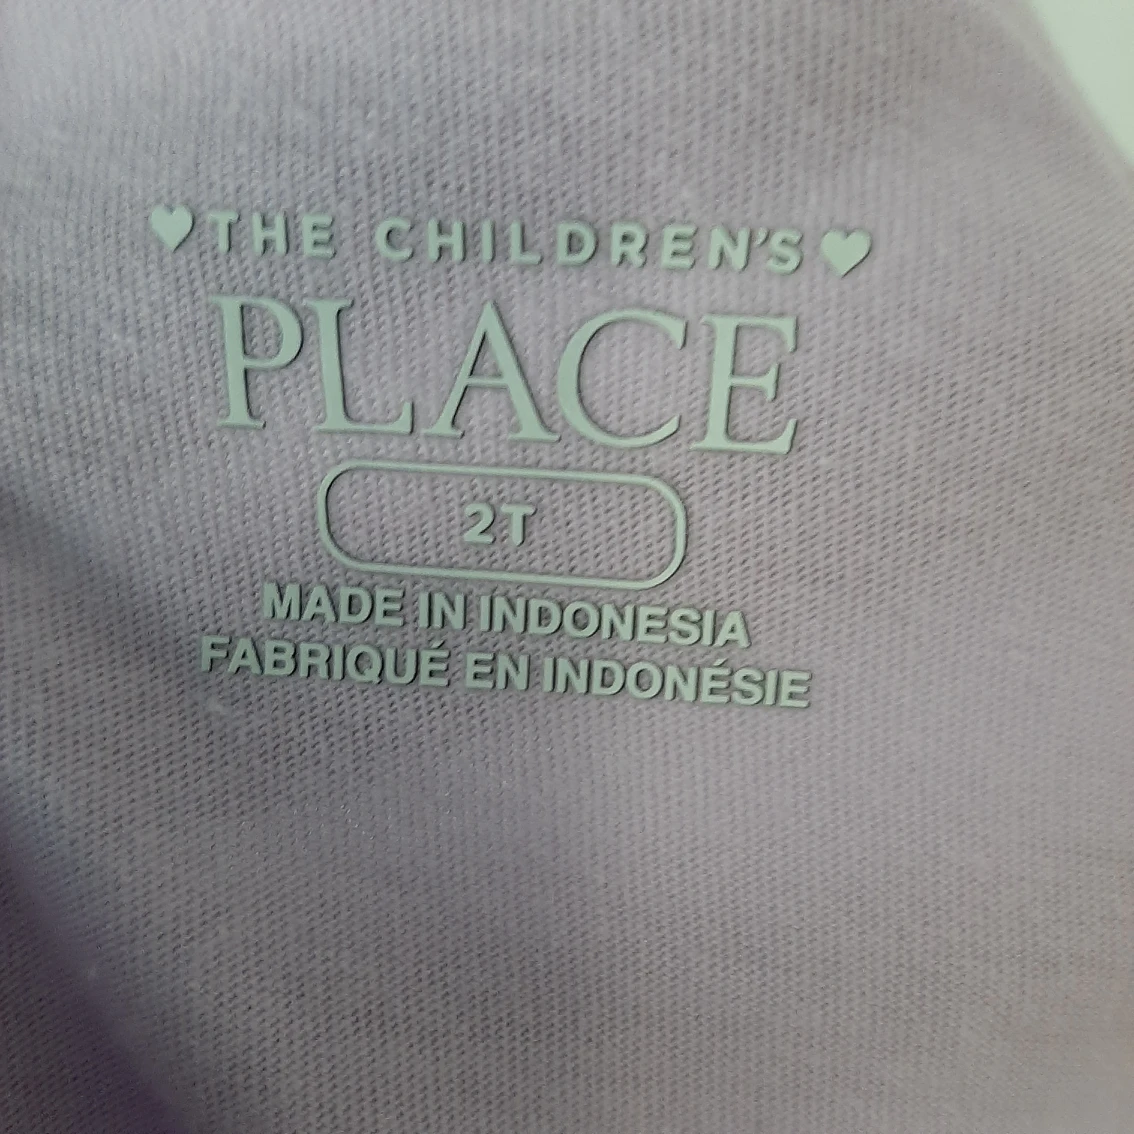 THE CHILDREN'S
PLACE
2T
MADE IN INDONESIA
FABRIQUÉ EN INDONÉSIE